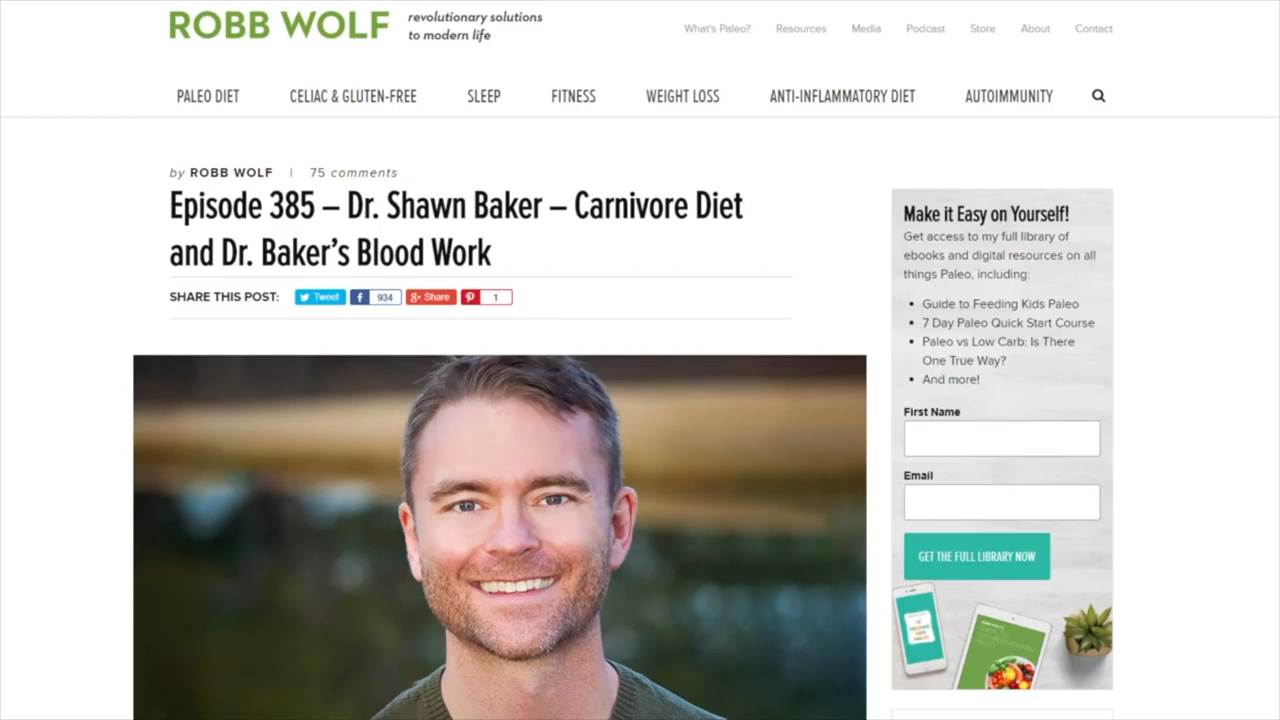 ROBB WOLF
revolutionary solutions
to modern life
What's Paleo?
Resources
Media
Podcast
Store
About
Contact
PALEO DIET
CELIAC & GLUTEN-FREE
SLEEP
FITNESS
WEIGHT LOSS
ANTI-INFLAMMATORY DIET
AUTOIMMUNITY
by ROBB WOLF | 75 comments
Episode 385 – Dr. Shawn Baker – Carnivore Diet
and Dr. Baker's Blood Work
SHARE THIS POST:
Tweet
934
Share
1
Make it Easy on Yourself!
Get access to my full library of
ebooks and digital resources on all
things Paleo, including:
• Guide to Feeding Kids Paleo
• 7 Day Paleo Quick Start Course
• Paleo vs Low Carb: Is There
One True Way?
• And more!
First Name
Email
GET THE FULL LIBRARY NOW